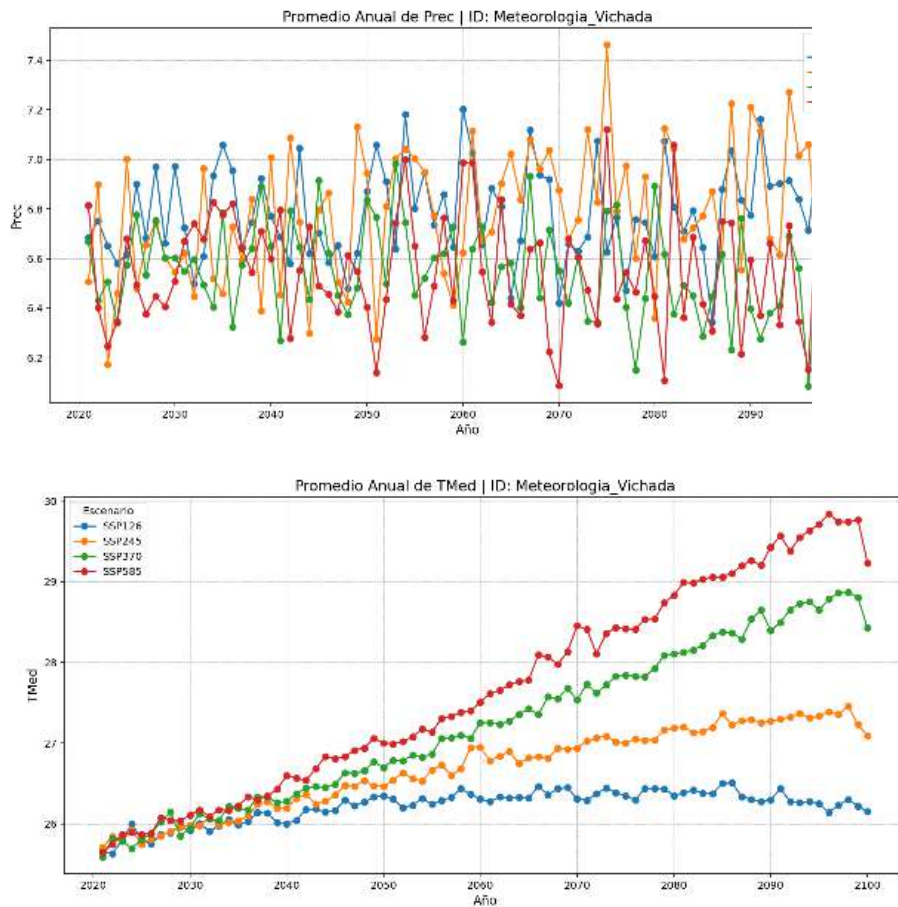 Promedio Anual de Prec | ID: Meteorologia_Vichada
7.4
7.2
7.0
6.8
6.6
6.4
6.2
Prec
2020 2030 2040 2050 2060 2070 2080 2090
Año
Promedio Anual de TMed | ID: Meteorologia_Vichada
30
29
28
27
26
TMed
Escenario
SSP126
SSP245
SSP370
SSP585
2020 2030 2040 2050 2060 2070 2080 2090 2100
Año